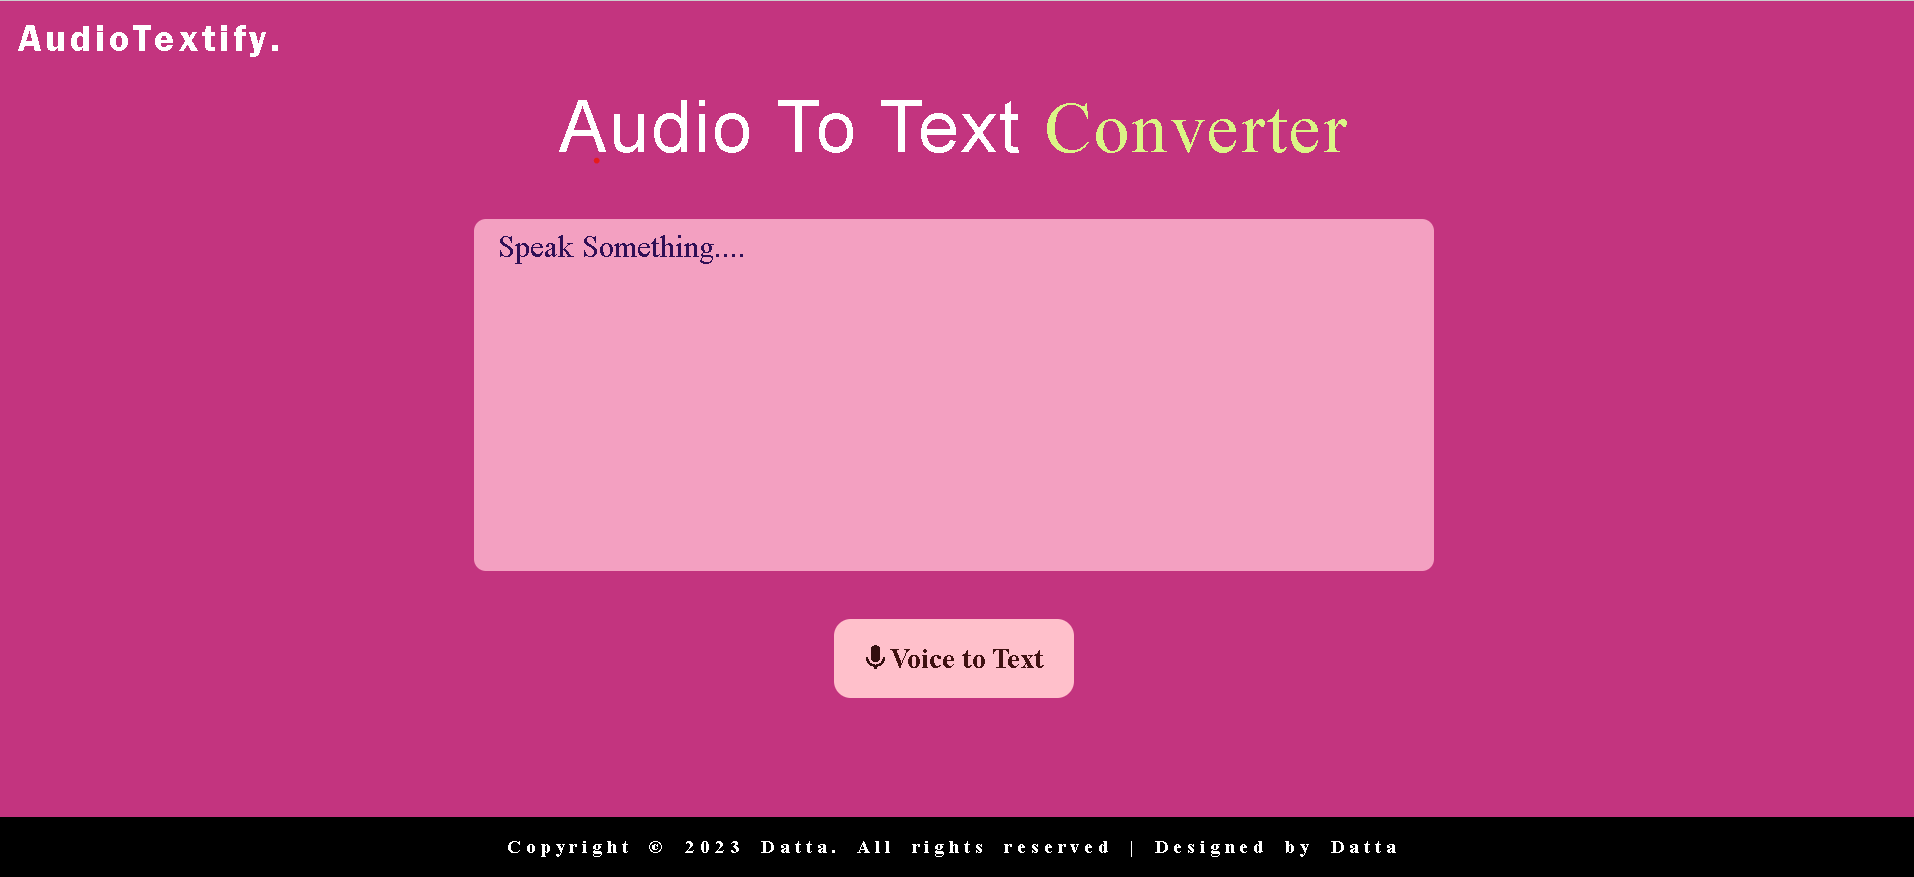 AudioTextify.
Audio To Text Converter
Speak Something....
Voice to Text
Copyright © 2023 Datta. All rights reserved | Designed by Datta